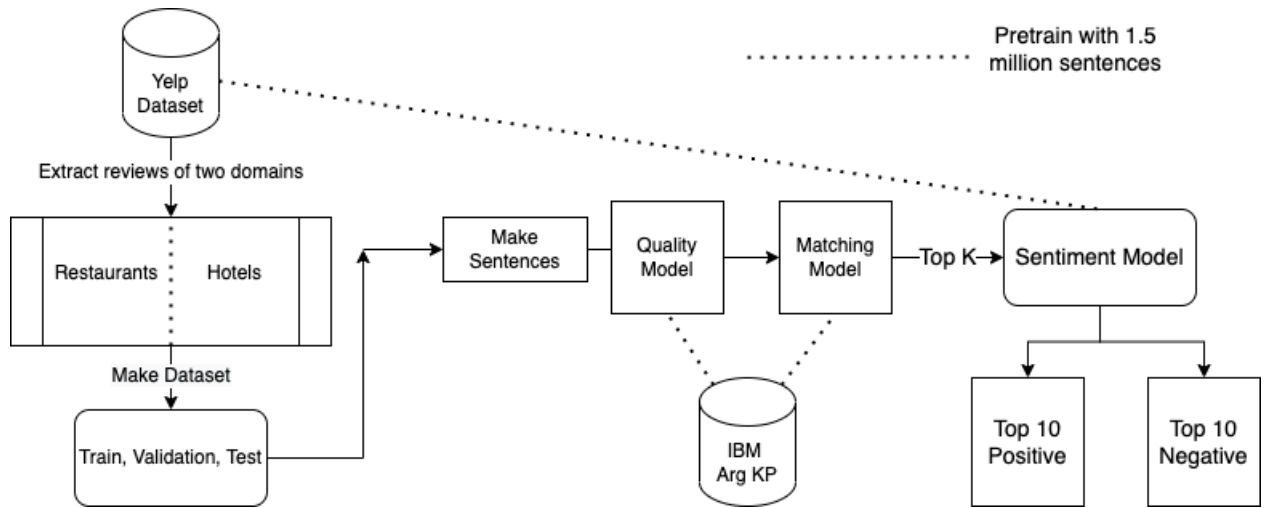 Yelp
Dataset
Pretrain with 1.5
million sentences
Extract reviews of two domains
Restaurants
Hotels
Make Dataset
Train, Validation, Test
Make
Sentences
Quality
Model
Matching
Model
Top K
Sentiment Model
IBM
Arg KP
Top 10
Positive
Top 10
Negative